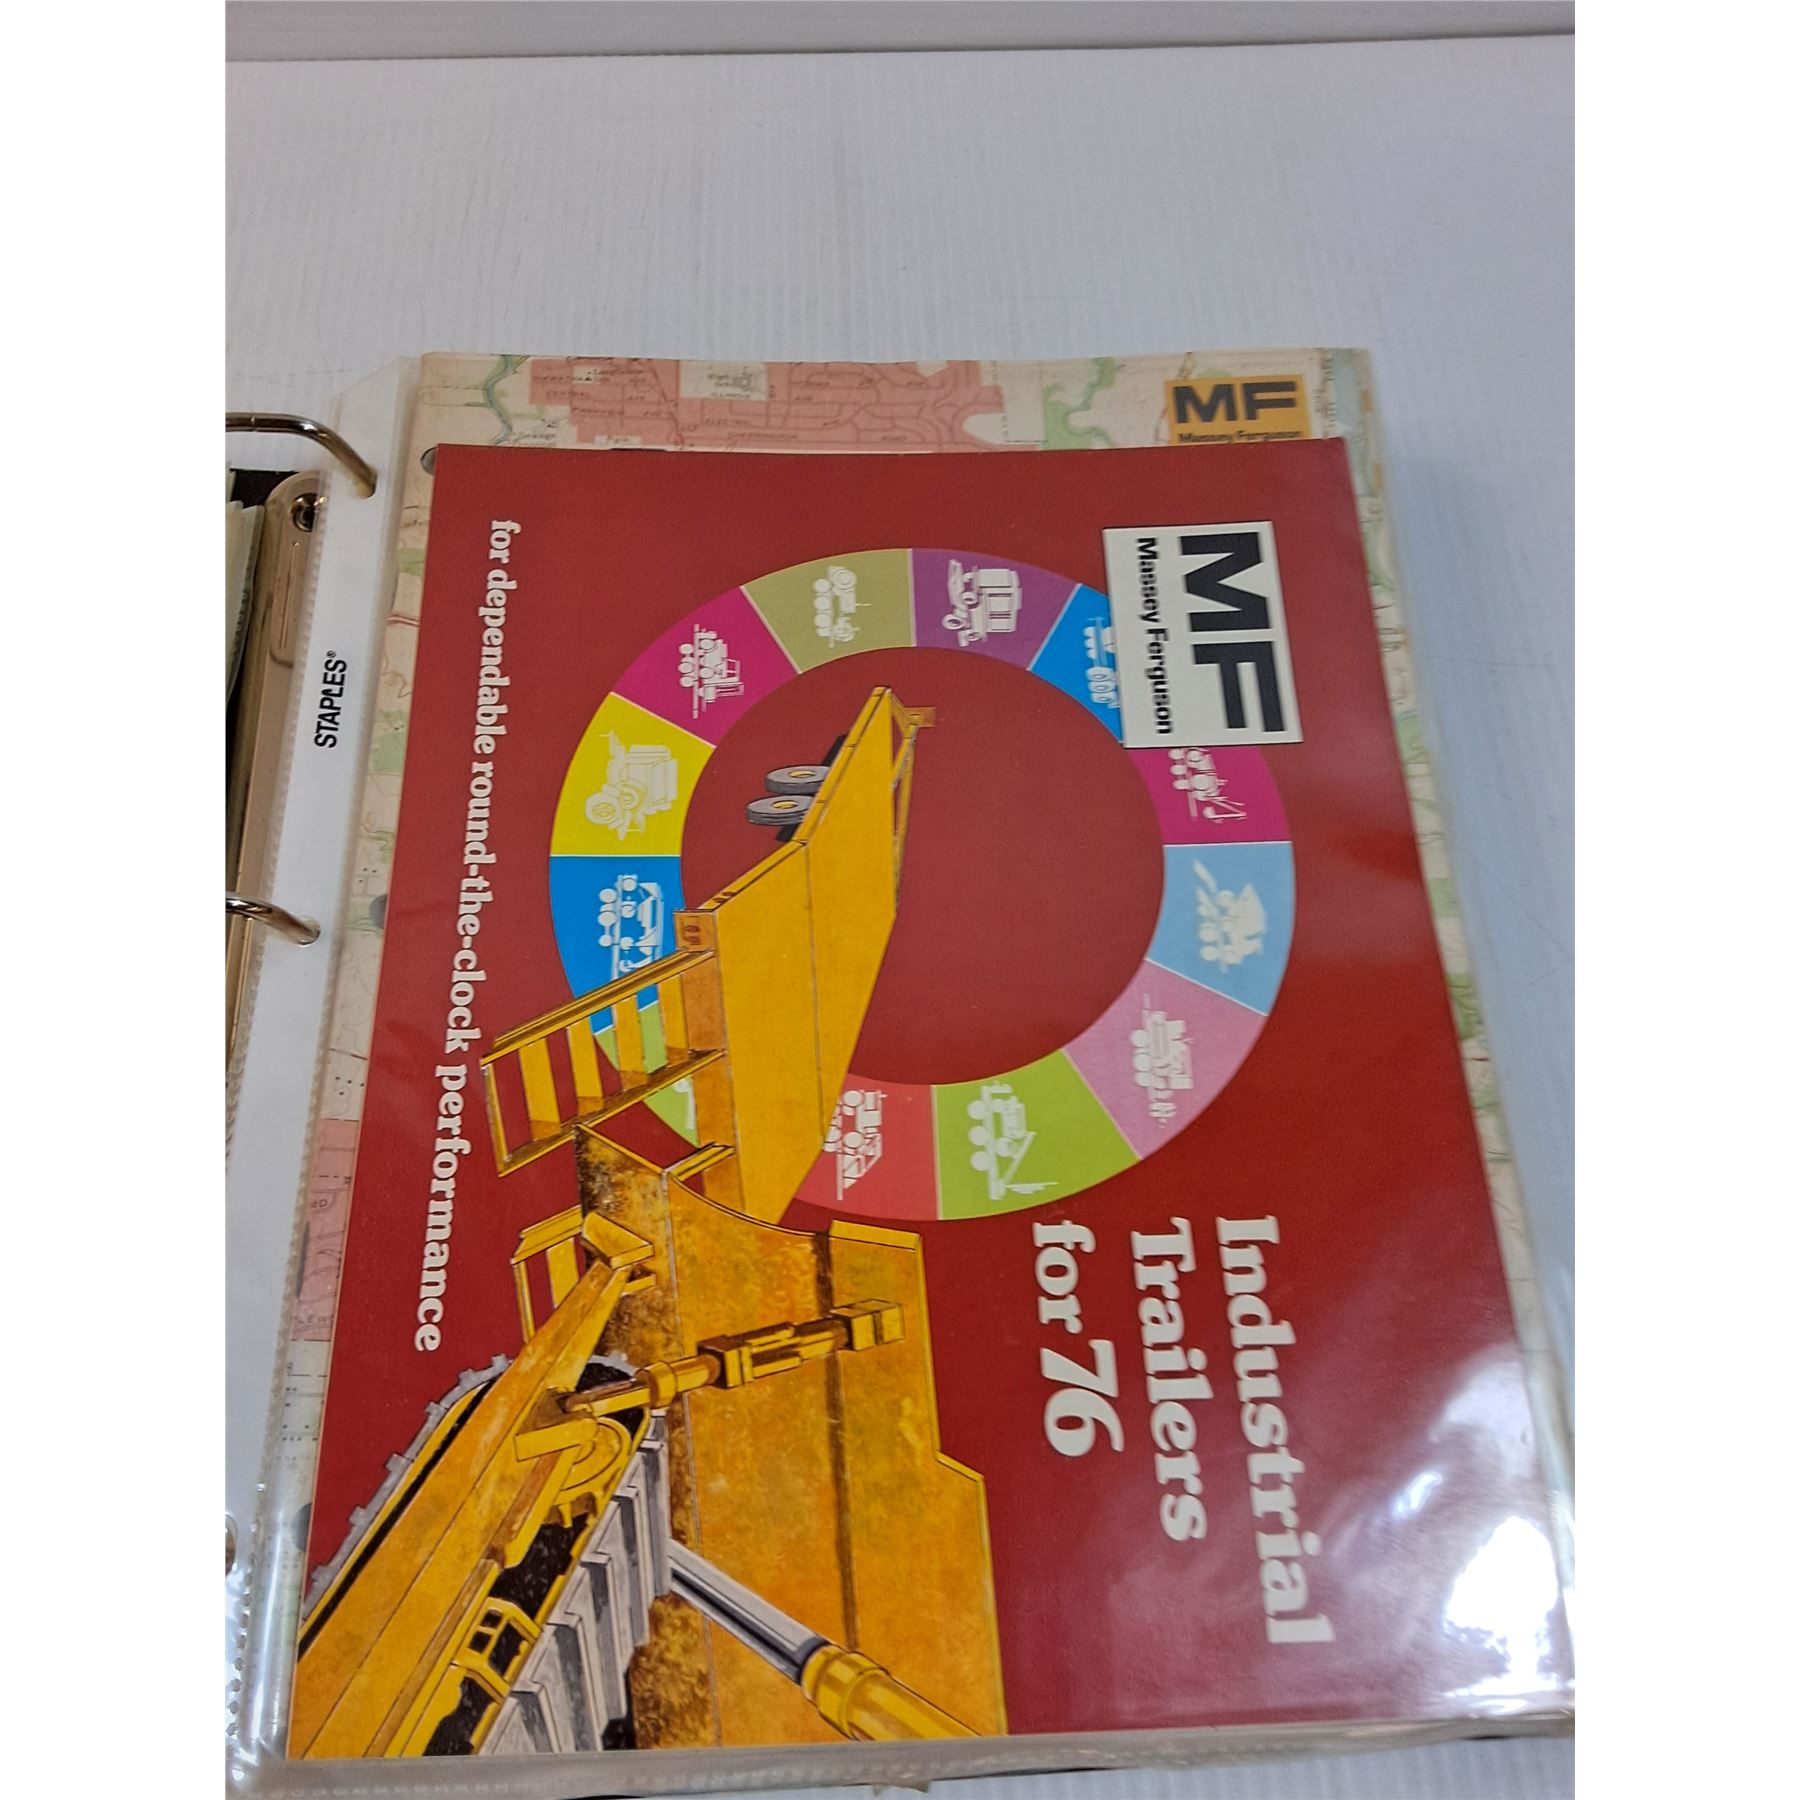 MF
Massey Ferguson
MF
Massey Ferguson
Industrial
Trailers
for 76
for dependable round-the-clock performance
STAPLES®